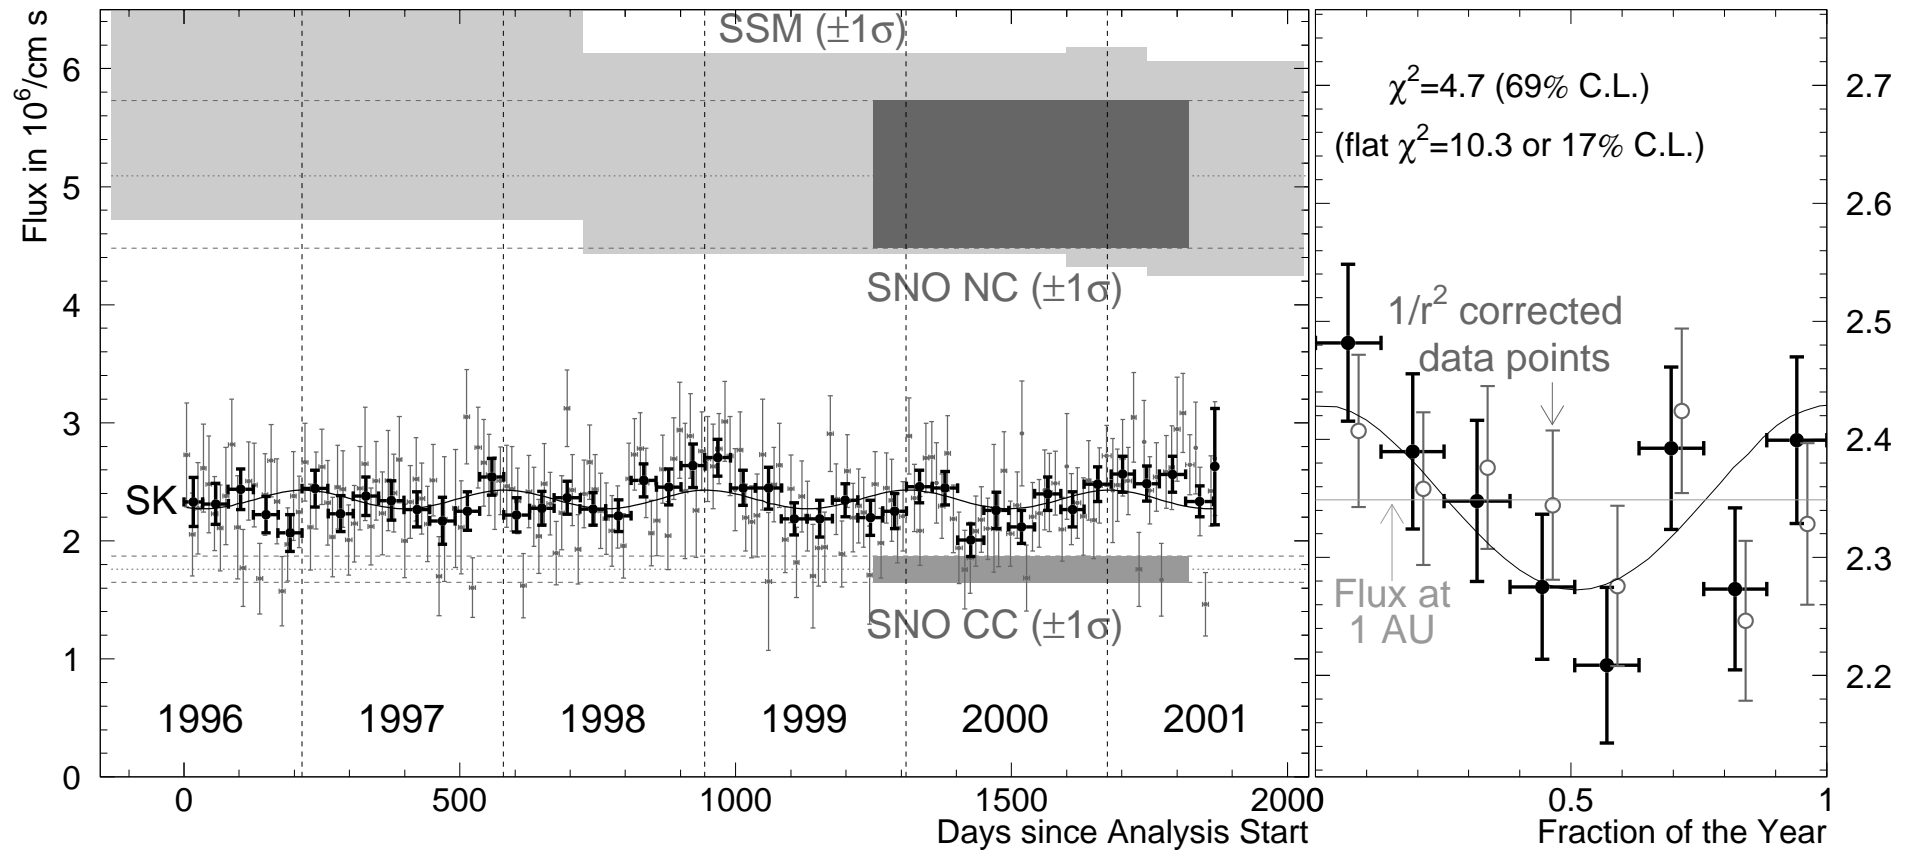 Flux in 10⁶/cm s
6
5
4
3
2
1
0
SSM (±1σ)
SNO NC (±1σ)
SK
SNO CC (±1σ)
1996 1997 1998 1999 2000 2001
0 500 1000 1500 2000
Days since Analysis Start
χ²=4.7 (69% C.L.)
(flat χ²=10.3 or 17% C.L.)
1/r² corrected
data points
Flux at
1 AU
2.7
2.6
2.5
2.4
2.3
2.2
0.5 1
Fraction of the Year